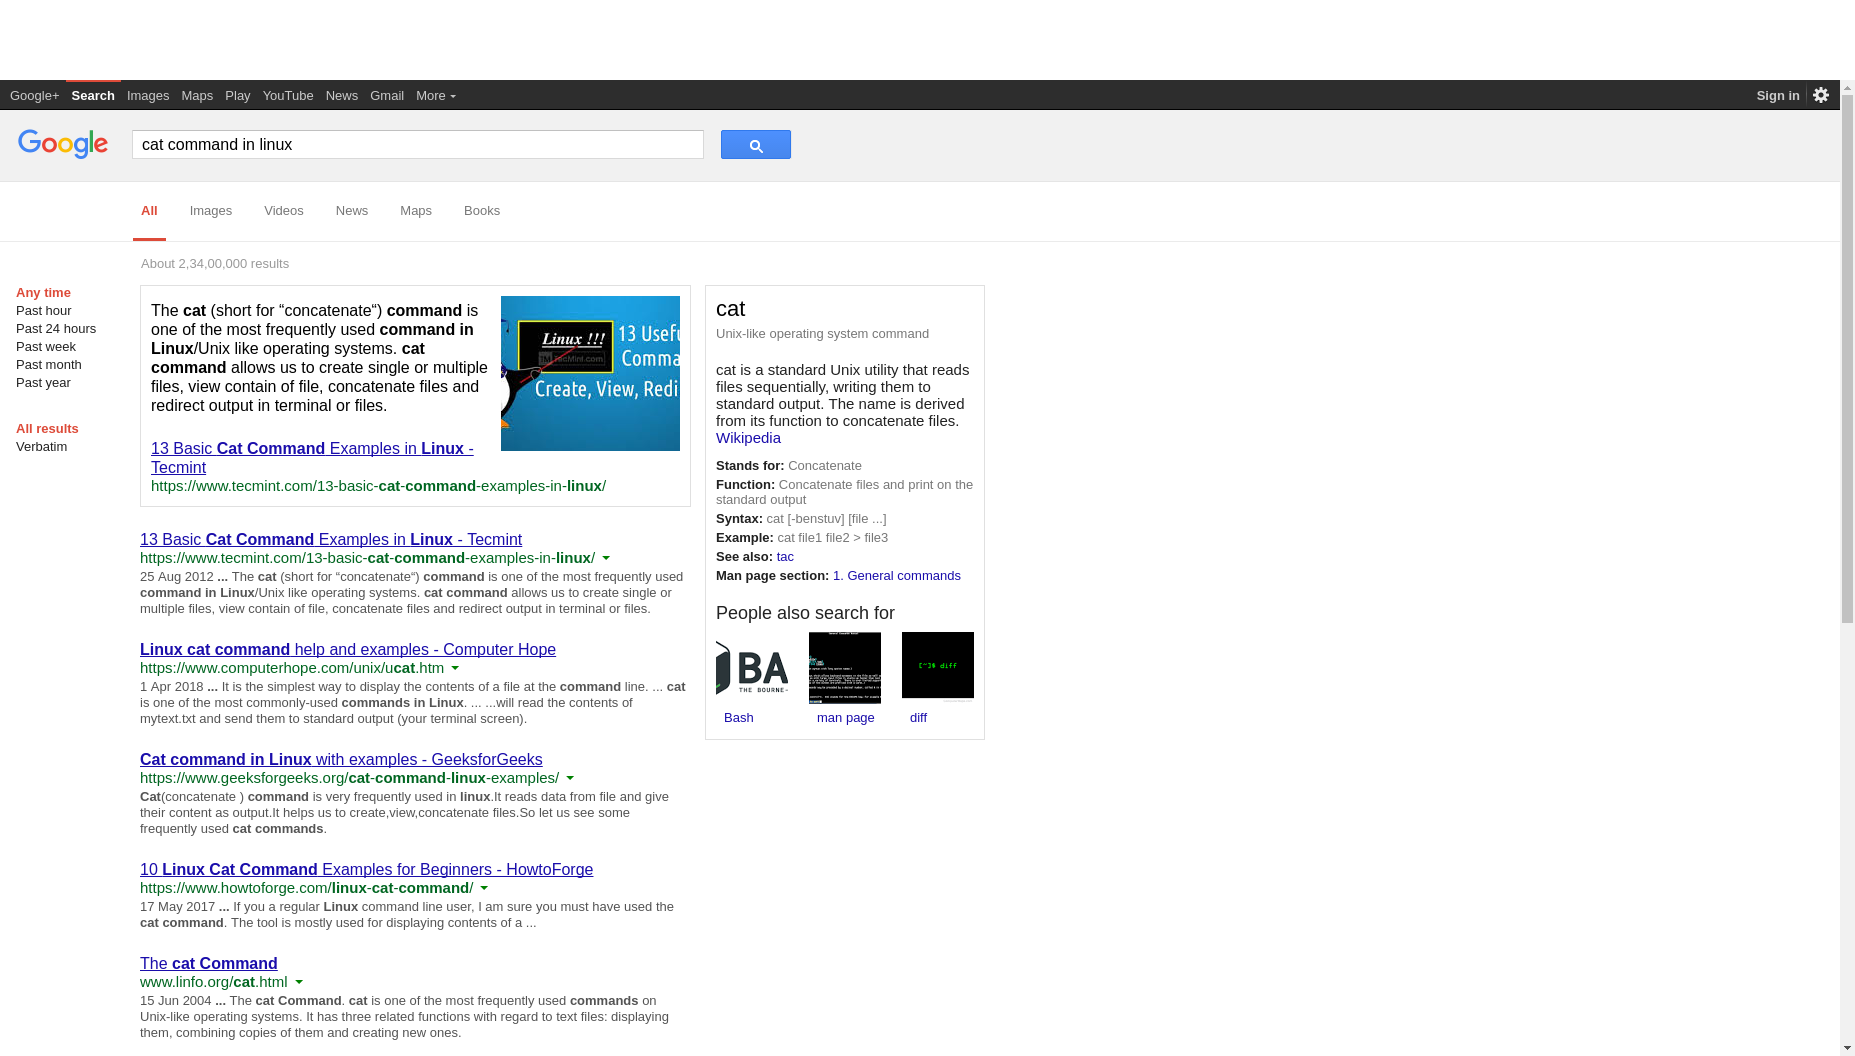 Google+ Search Images Maps Play YouTube News Gmail More Sign in
Google cat command in linux
All Images Videos News Maps Books
About 2,34,00,000 results
Any time
Past hour
Past 24 hours
Past week
Past month
Past year
All results
Verbatim
The cat (short for “concatenate“) command is
one of the most frequently used command in
Linux/Unix like operating systems. cat
command allows us to create single or multiple
files, view contain of file, concatenate files and
redirect output in terminal or files.
Linux !!!
TecMint.com
13 Usefu
Comma
Create, View, Redi
13 Basic Cat Command Examples in Linux -
Tecmint
https://www.tecmint.com/13-basic-cat-command-examples-in-linux/
13 Basic Cat Command Examples in Linux - Tecmint
https://www.tecmint.com/13-basic-cat-command-examples-in-linux/
25 Aug 2012 ... The cat (short for “concatenate“) command is one of the most frequently used
command in Linux/Unix like operating systems. cat command allows us to create single or
multiple files, view contain of file, concatenate files and redirect output in terminal or files.
Linux cat command help and examples - Computer Hope
https://www.computerhope.com/unix/ucat.htm
1 Apr 2018 ... It is the simplest way to display the contents of a file at the command line. ... cat
is one of the most commonly-used commands in Linux. ... ...will read the contents of
mytext.txt and send them to standard output (your terminal screen).
Cat command in Linux with examples - GeeksforGeeks
https://www.geeksforgeeks.org/cat-command-linux-examples/
Cat(concatenate ) command is very frequently used in linux.It reads data from file and give
their content as output.It helps us to create,view,concatenate files.So let us see some
frequently used cat commands.
10 Linux Cat Command Examples for Beginners - HowtoForge
https://www.howtoforge.com/linux-cat-command/
17 May 2017 ... If you a regular Linux command line user, I am sure you must have used the
cat command. The tool is mostly used for displaying contents of a ...
The cat Command
www.linfo.org/cat.html
15 Jun 2004 ... The cat Command. cat is one of the most frequently used commands on
Unix-like operating systems. It has three related functions with regard to text files: displaying
them, combining copies of them and creating new ones.
cat
Unix-like operating system command
cat is a standard Unix utility that reads
files sequentially, writing them to
standard output. The name is derived
from its function to concatenate files.
Wikipedia
Stands for: Concatenate
Function: Concatenate files and print on the
standard output
Syntax: cat [-benstuv] [file ...]
Example: cat file1 file2 > file3
See also: tac
Man page section: 1. General commands
People also search for
BA
THE BOURNE-
[~]$ diff
Bash man page diff